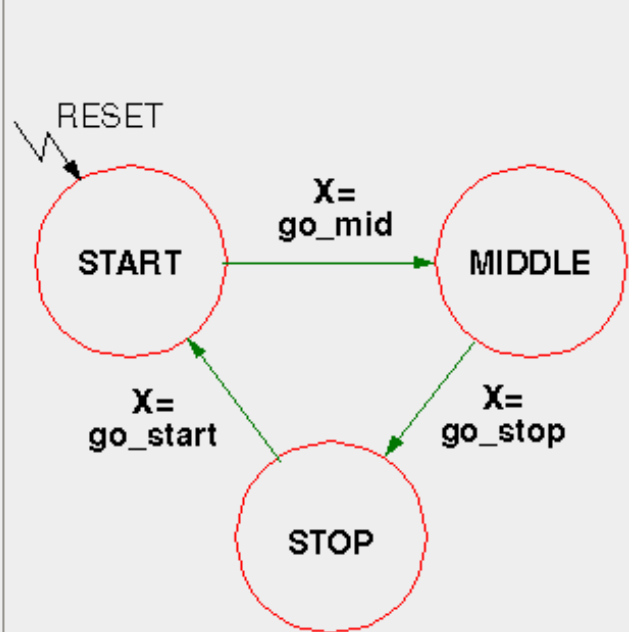 RESET
X=
go_mid
START
MIDDLE
X=
go_start
X=
go_stop
STOP